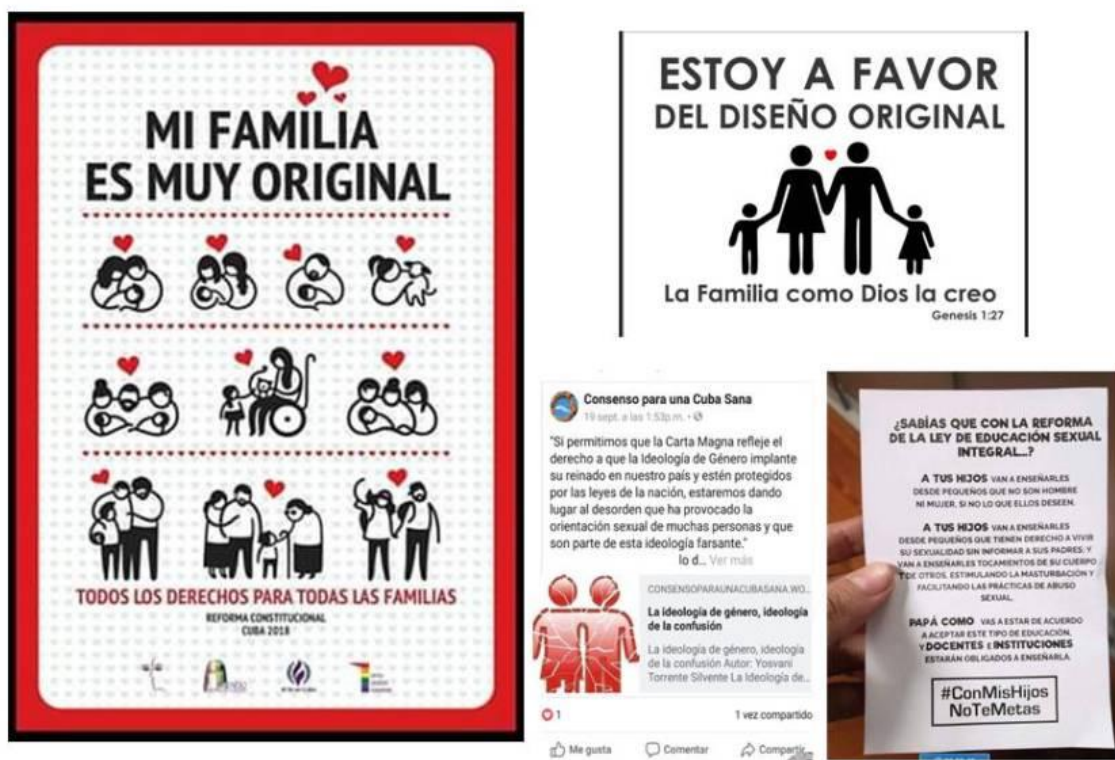 MI FAMILIA
ES MUY ORIGINAL
TODOS LOS DERECHOS PARA TODAS LAS FAMILIAS
REFORMA CONSTITUCIONAL
CUBA 2018
ESTOY A FAVOR
DEL DISEÑO ORIGINAL
La Familia como Dios la creo
Genesis 1:27
Consenso para una Cuba Sana
19 sept. a las 1:53p.m.
"Si permitimos que la Carta Magna refleje el
derecho a que la Ideología de Género implante
su reinado en nuestro país y estén protegidos
por las leyes de la nación, estaremos dando
lugar al desorden que ha provocado la
orientación sexual de muchas personas y que
son parte de esta ideología farsante."
lo d... Ver más
CONSENSOPARAUNACUBASANA.WO...
La ideología de género, ideología
de la confusión
La ideología de género, ideología
de la confusión Autor: Yosvani
Torrente Silvente La Ideología de...
1
1 vez compartido
Me gusta
Comentar
Compartir
¿SABÍAS QUE CON LA REFORMA
DE LA LEY DE EDUCACIÓN SEXUAL
INTEGRAL...?
A TUS HIJOS VAN A ENSEÑARLES
DESDE PEQUEÑOS QUE NO SON HOMBRE
NI MUJER, SI NO LO QUE ELLOS DESEEN.
A TUS HIJOS VAN A ENSEÑARLES
DESDE PEQUEÑOS QUE TIENEN DERECHO A VIVIR
SU SEXUALIDAD SIN INFORMAR A SUS PADRES. Y
VAN A ENSEÑARLES TOCAMIENTOS DE SU CUERPO
Y DE OTROS, ESTIMULANDO LA MASTURBACIÓN Y
FACILITANDO LAS PRÁCTICAS DE ABUSO
SEXUAL.
PAPÁ COMO VAS A ESTAR DE ACUERDO
A ACEPTAR ESTE TIPO DE EDUCACIÓN,
Y DOCENTES E INSTITUCIONES
ESTARÁN OBLIGADOS A ENSEÑARLA.
#ConMisHijos
NoTeMetas